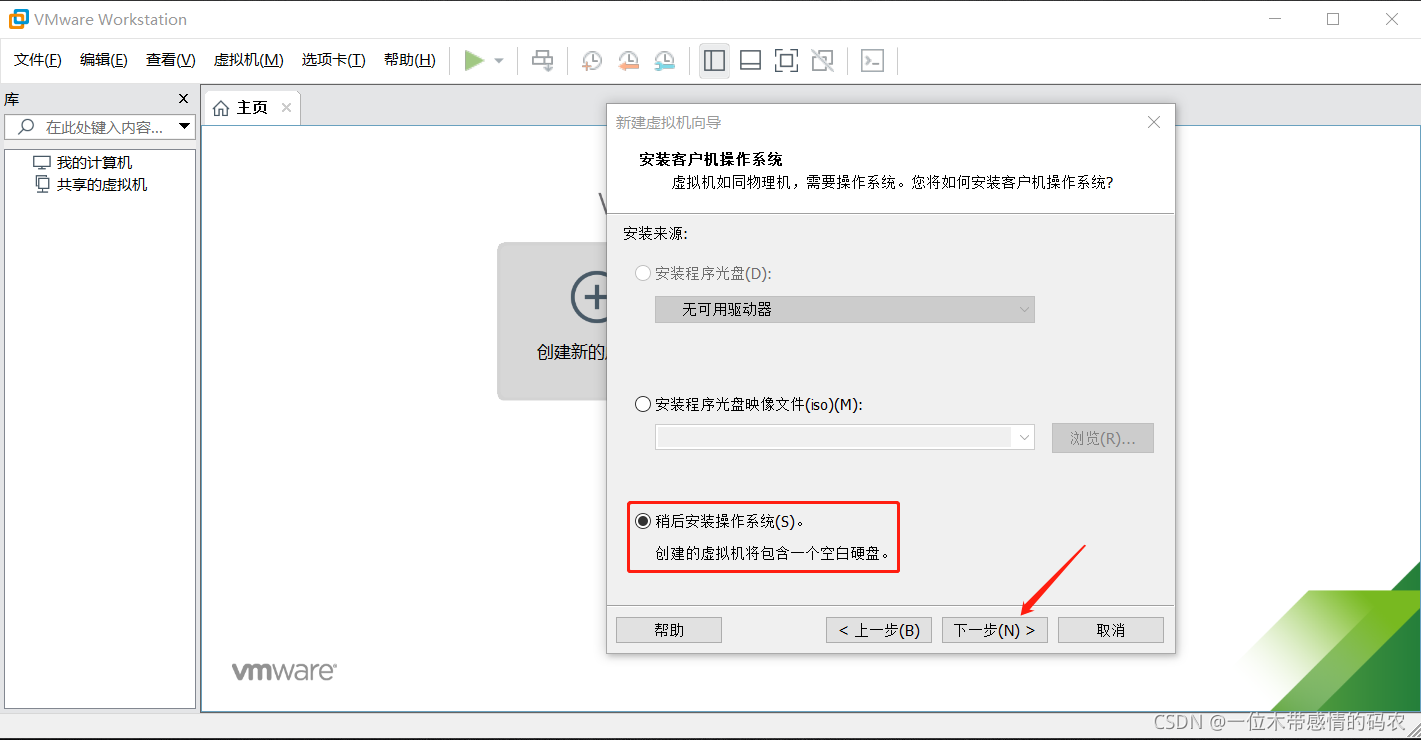 VMware Workstation
文件(F) 编辑(E) 查看(V) 虚拟机(M) 选项卡(T) 帮助(H)
库
主页
在此处键入内容...
我的计算机
共享的虚拟机
创建新的
新建虚拟机向导
安装客户机操作系统
虚拟机如同物理机，需要操作系统。您将如何安装客户机操作系统?
安装来源:
安装程序光盘(D):
无可用驱动器
安装程序光盘映像文件(iso)(M):
浏览(R)...
稍后安装操作系统(S)。
创建的虚拟机将包含一个空白硬盘。
帮助 < 上一步(B) 下一步(N) > 取消
vmware
CSDN @一位木带感情的码农